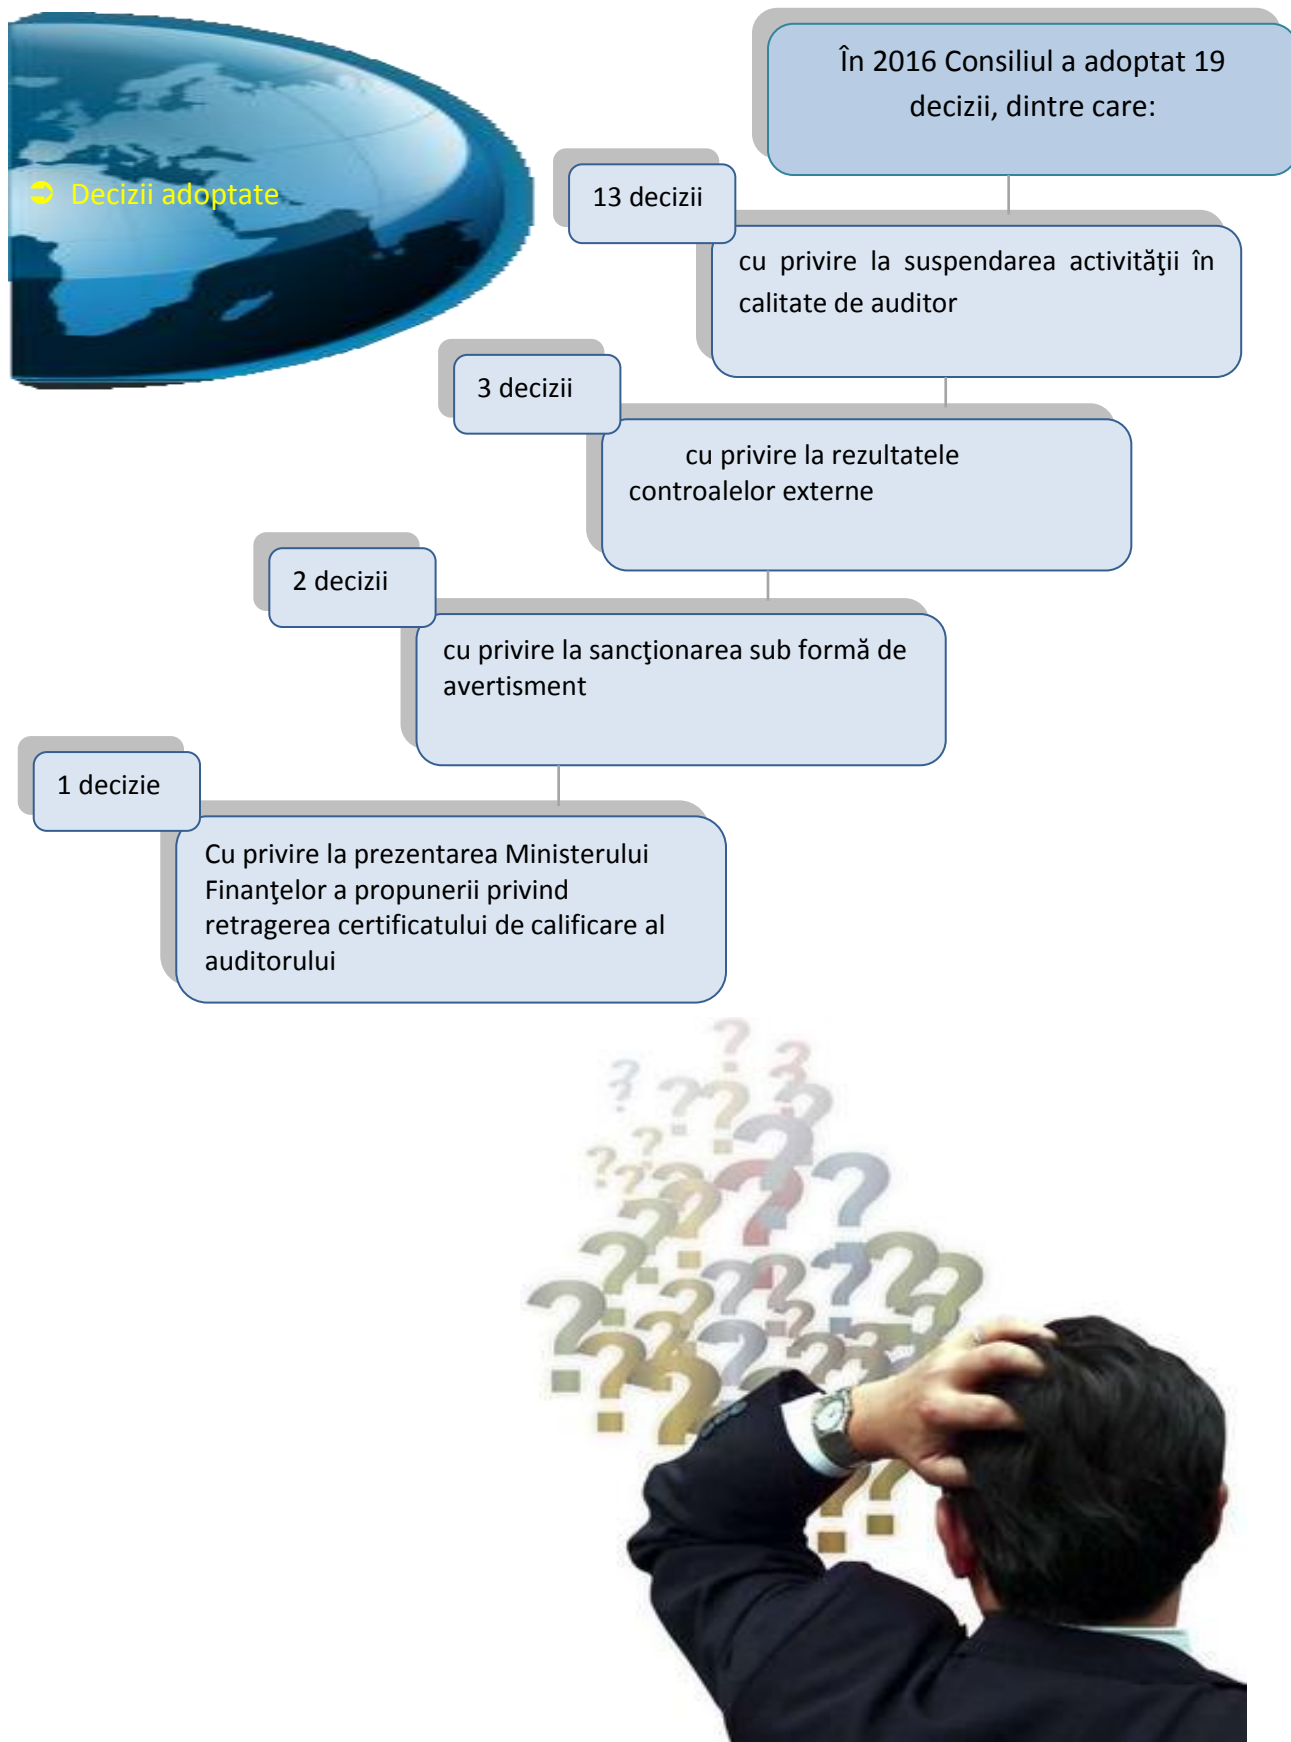 În 2016 Consiliul a adoptat 19
decizii, dintre care:
➲ Decizii adoptate
13 decizii
cu privire la suspendarea activităţii în
calitate de auditor
3 decizii
cu privire la rezultatele
controalelor externe
2 decizii
cu privire la sancţionarea sub formă de
avertisment
1 decizie
Cu privire la prezentarea Ministerului
Finanţelor a propunerii privind
retragerea certificatului de calificare al
auditorului